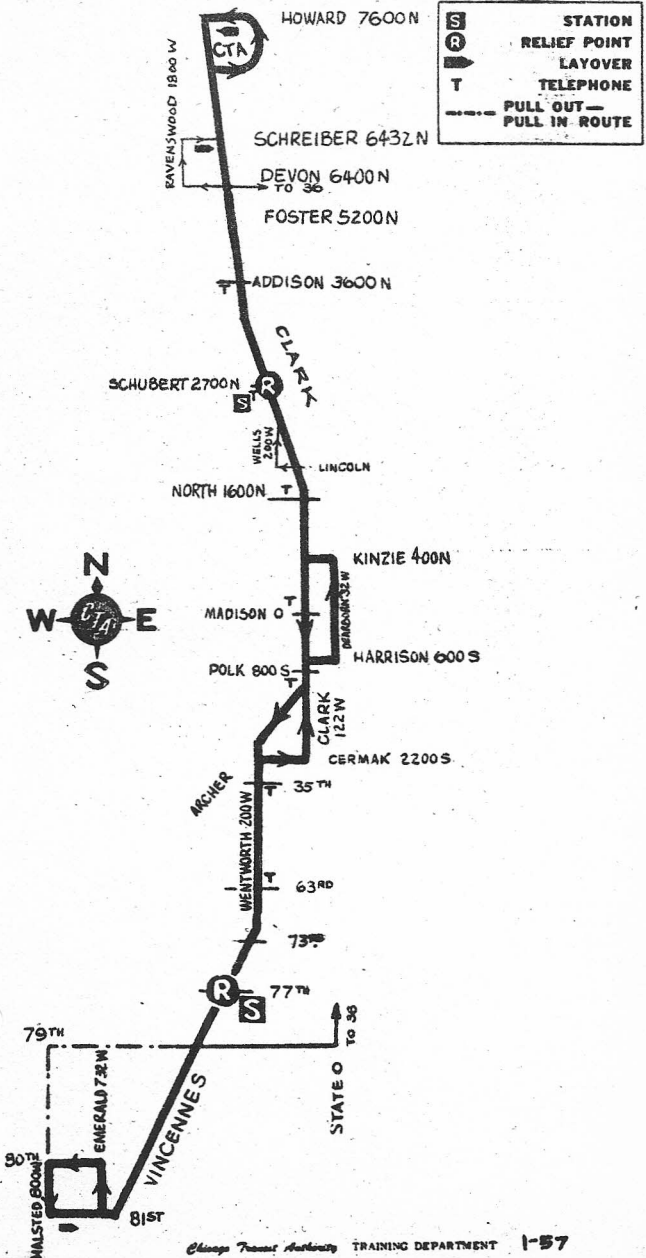 HOWARD 7600N
CTA
S STATION
R RELIEF POINT
LAYOVER
T TELEPHONE
PULL OUT—
PULL IN ROUTE
RAVENSWOOD 1800W
SCHREIBER 6432N
DEVON 6400N
TO 36
FOSTER 5200N
ADDISON 3600N
T
CLARK
SCHUBERT 2700N
R
S
T
WELLS
200W
LINCOLN
NORTH 1600N
T
KINZIE 400N
N
W CTA E
S
MADISON 0
T
DEARBORN 32W
HARRISON 600S
POLK 800S
T
CLARK
122W
CERMAK 2200S
ARCHER
35TH
T
WENTWORTH 200W
T
63RD
73RD
R
S
77TH
79TH
TO 36
STATE 0
EMERALD 732W
VINCENNES
80TH
HALSTED 800W
81ST
Chicago Transit Authority TRAINING DEPARTMENT 1-57